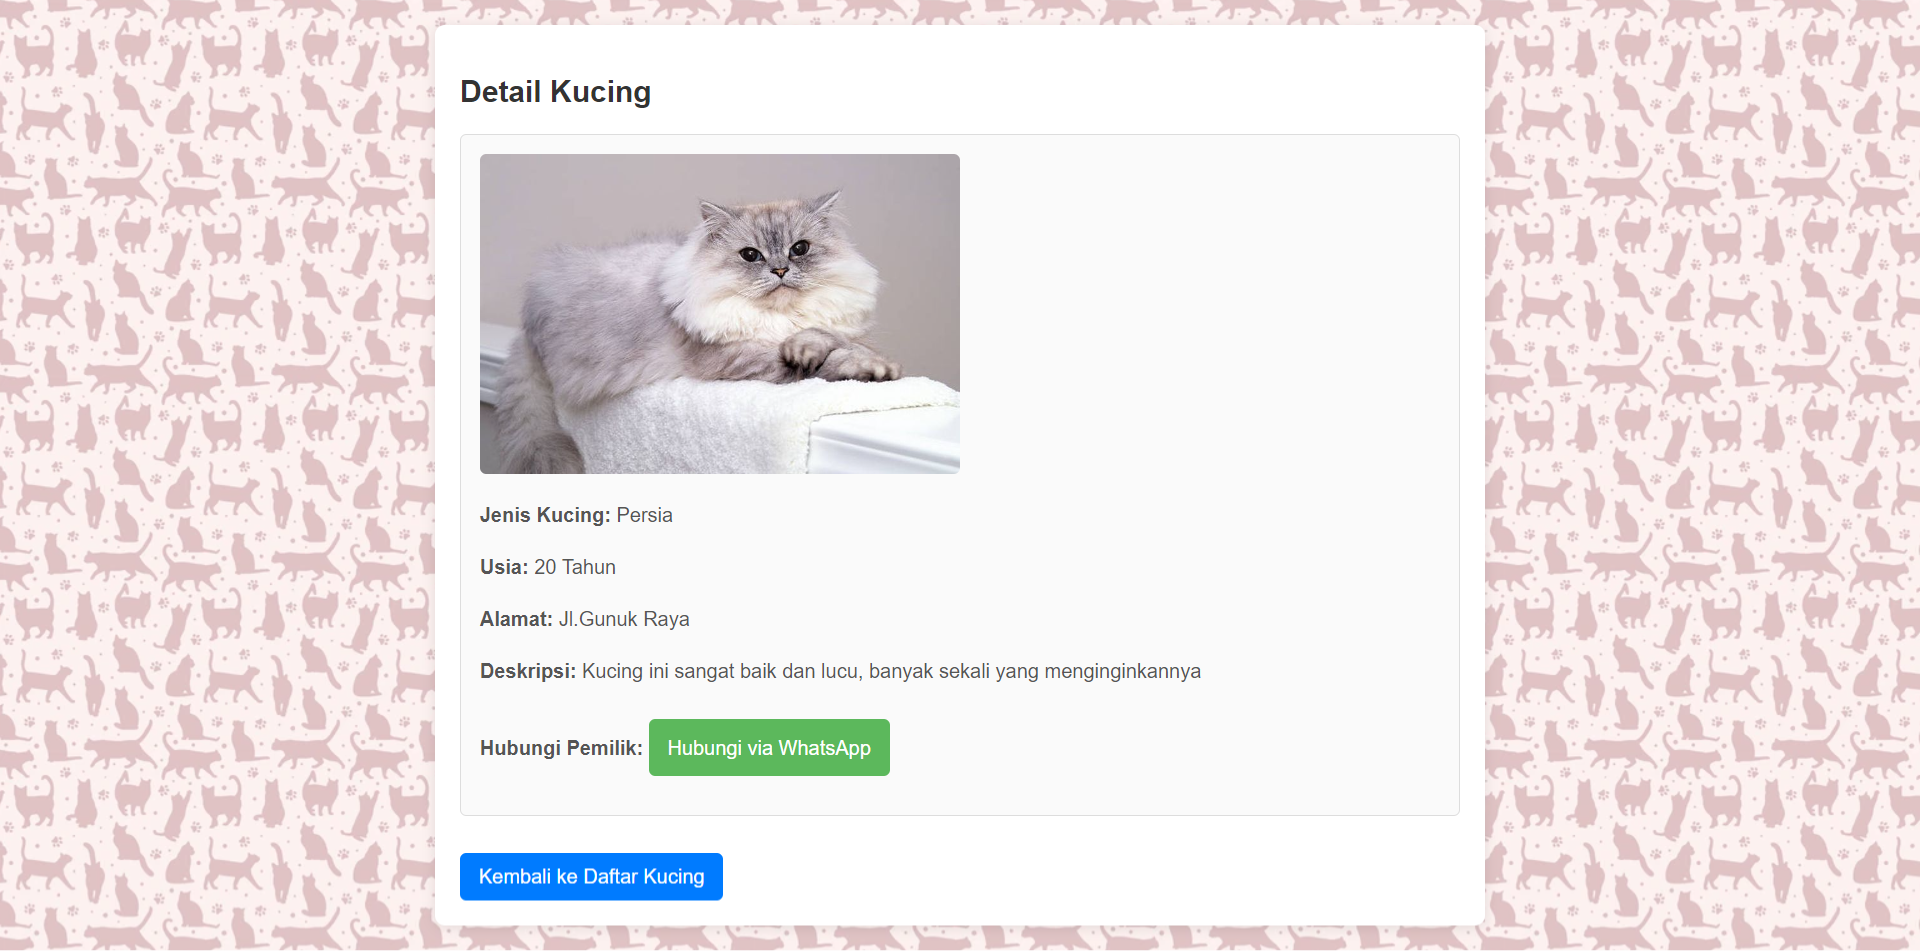 Detail Kucing
Jenis Kucing: Persia
Usia: 20 Tahun
Alamat: Jl.Gunuk Raya
Deskripsi: Kucing ini sangat baik dan lucu, banyak sekali yang menginginkannya
Hubungi Pemilik: Hubungi via WhatsApp
Kembali ke Daftar Kucing